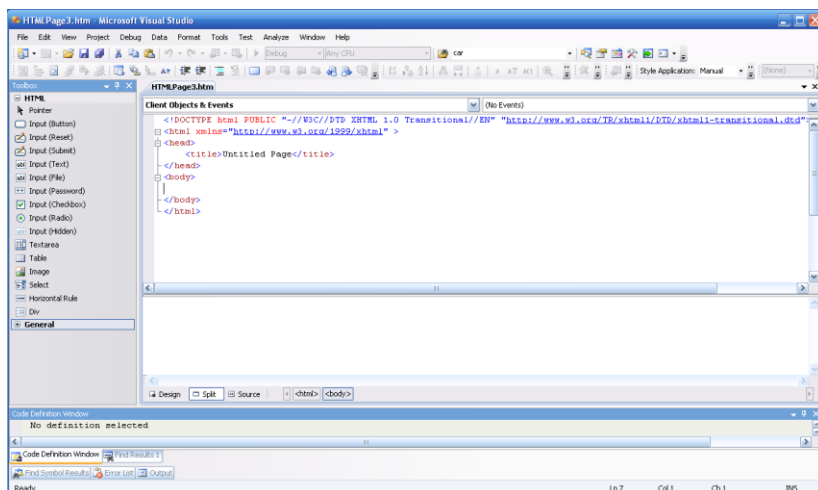 HTMLPage3.htm - Microsoft Visual Studio
File Edit View Project Debug Data Format Tools Test Analyze Window Help
Debug Any CPU car
Style Application: Manual (None)
Toolbox
HTML
Pointer
Input (Button)
Input (Reset)
Input (Submit)
Input (Text)
Input (File)
Input (Password)
Input (Checkbox)
Input (Radio)
Input (Hidden)
Textarea
Table
Image
Select
Horizontal Rule
Div
General
HTMLPage3.htm
Client Objects & Events (No Events)
<!DOCTYPE html PUBLIC "-//W3C//DTD XHTML 1.0 Transitional//EN" "http://www.w3.org/TR/xhtml1/DTD/xhtml1-transitional.dtd">
<html xmlns="http://www.w3.org/1999/xhtml" >
<head>
<title>Untitled Page</title>
</head>
<body>
</body>
</html>
Design Split Source <html> <body>
Code Definition Window
No definition selected
Code Definition Window Find Results 1
Find Symbol Results Error List Output
Ready Ln 7 Col 1 Ch 1 INS